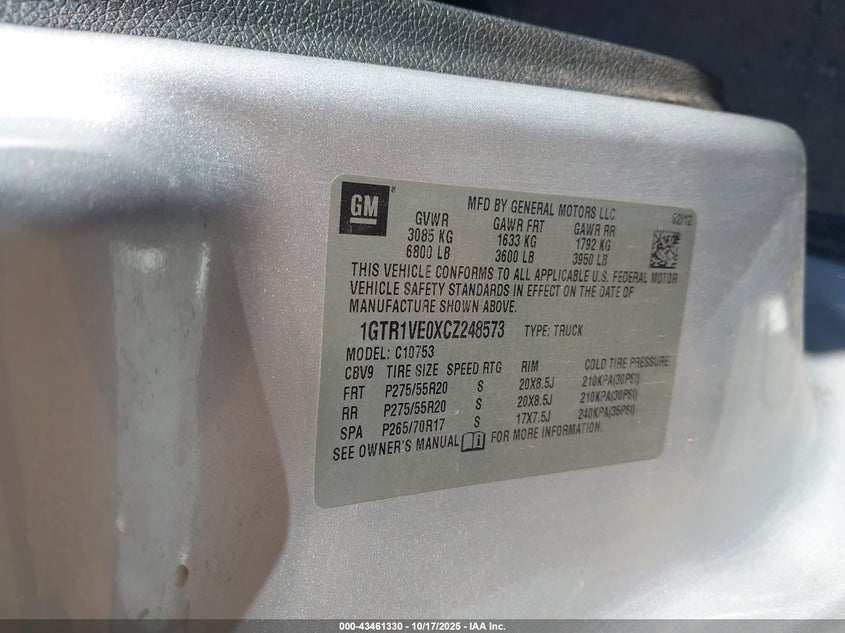 GM ®
MFD BY GENERAL MOTORS LLC 02/12
GVWR GAWR FRT GAWR RR
3085 KG 1633 KG 1792 KG
6800 LB 3600 LB 3950 LB
THIS VEHICLE CONFORMS TO ALL APPLICABLE U.S. FEDERAL MOTOR
VEHICLE SAFETY STANDARDS IN EFFECT ON THE DATE OF
MANUFACTURE SHOWN ABOVE.
1GTR1VE0XCZ248573 TYPE: TRUCK
MODEL: C10753
CBV9 TIRE SIZE SPEED RTG RIM COLD TIRE PRESSURE
FRT P275/55R20 S 20X8.5J 210KPA(30PSI)
RR P275/55R20 S 20X8.5J 210KPA(30PSI)
SPA P265/70R17 S 17X7.5J 240KPA(35PSI)
SEE OWNER'S MANUAL FOR MORE INFORMATION.
000-43461330 - 10/17/2025 - IAA Inc.